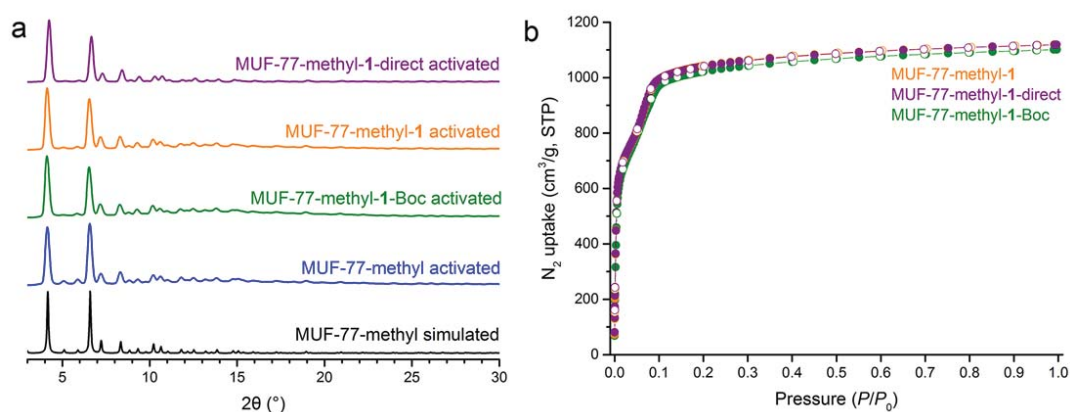 a
MUF-77-methyl-1-direct activated
MUF-77-methyl-1 activated
MUF-77-methyl-1-Boc activated
MUF-77-methyl activated
MUF-77-methyl simulated
5 10 15 20 25 30
2θ (°)
b
N₂ uptake (cm³/g, STP)
1200
1000
800
600
400
200
0
MUF-77-methyl-1
MUF-77-methyl-1-direct
MUF-77-methyl-1-Boc
0.0 0.1 0.2 0.3 0.4 0.5 0.6 0.7 0.8 0.9 1.0
Pressure (P/P₀)